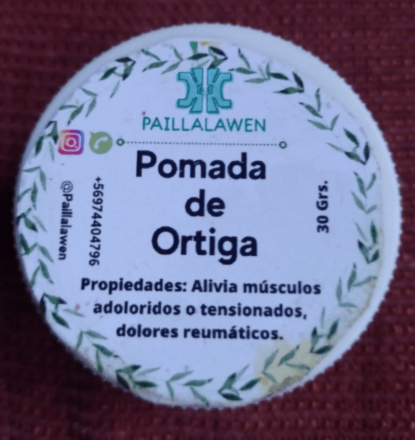 PAILLALAWEN
Pomada
de
Ortiga
30 Grs.
+56974404796
@Paillalawen
Propiedades: Alivia músculos
adoloridos o tensionados,
dolores reumáticos.